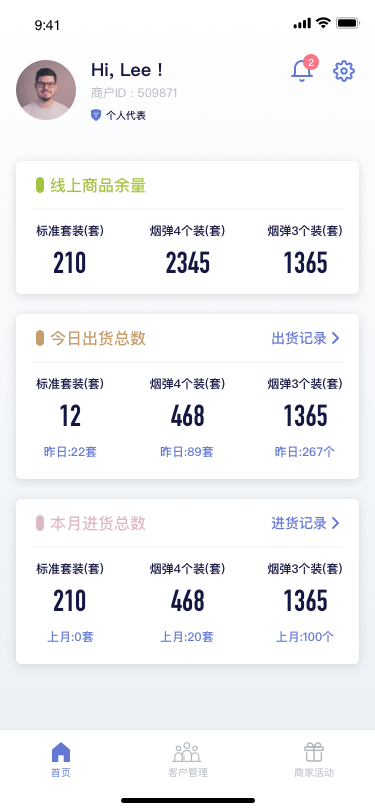 9:41
Hi, Lee !
2
商户ID : 509871
个人代表
线上商品余量
标准套装(套) 烟弹4个装(套) 烟弹3个装(套)
210 2345 1365
今日出货总数 出货记录
标准套装(套) 烟弹4个装(套) 烟弹3个装(套)
12 468 1365
昨日:22套 昨日:89套 昨日:267个
本月进货总数 进货记录
标准套装(套) 烟弹4个装(套) 烟弹3个装(套)
210 468 1365
上月:0套 上月:20套 上月:100个
首页 客户管理 商家活动